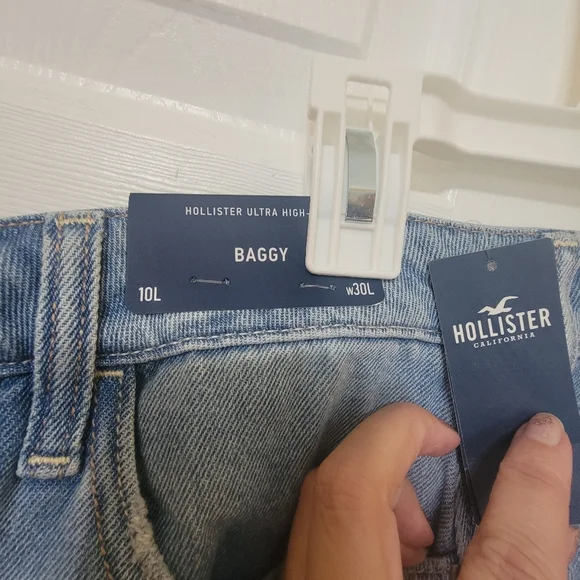 HOLLISTER ULTRA HIGH-
BAGGY
10L
W30L
HOLLISTER
CALIFORNIA